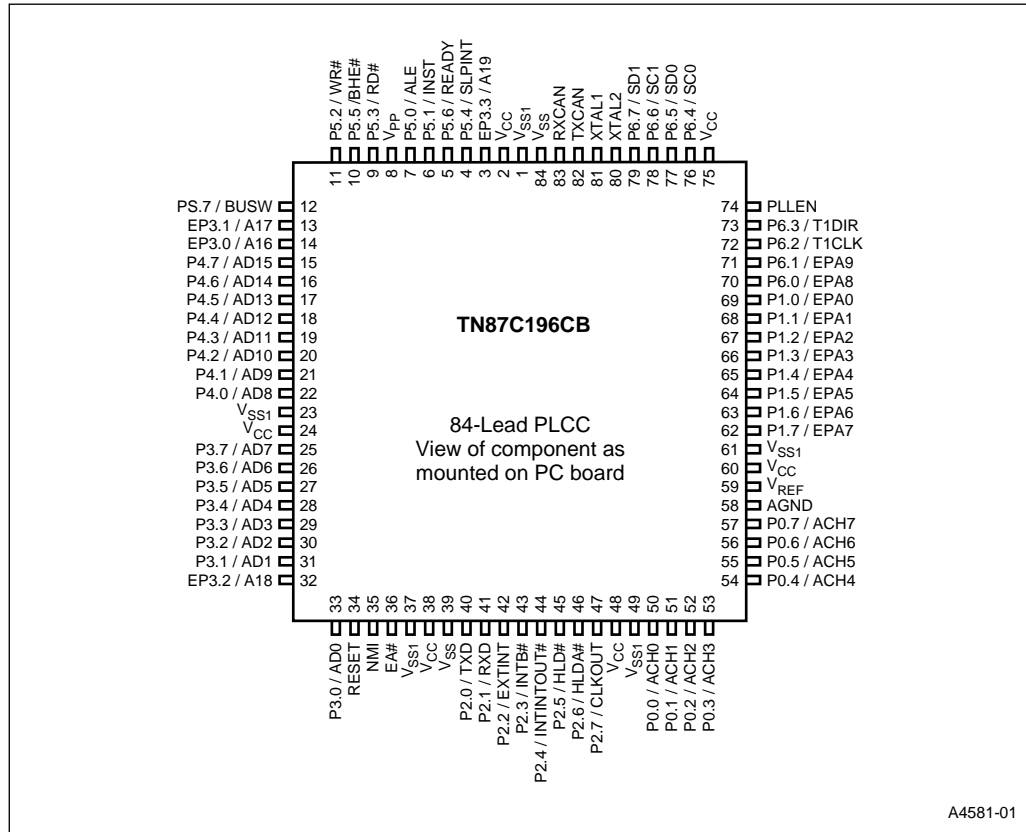 P5.2 / WR#
P5.5 /BHE#
P5.3 / RD#
VPP
P5.0 / ALE
P5.1 / INST
P5.6 / READY
P5.4 / SLPINT
EP3.3 / A19
VCC
VSS1
VSS
RXCAN
TXCAN
XTAL1
XTAL2
P6.7 / SD1
P6.6 / SC1
P6.5 / SD0
P6.4 / SC0
VCC
11 10 9 8 7 6 5 4 3 2 1 84 83 82 81 80 79 78 77 76 75
PS.7 / BUSW 12
EP3.1 / A17 13
EP3.0 / A16 14
P4.7 / AD15 15
P4.6 / AD14 16
P4.5 / AD13 17
P4.4 / AD12 18
P4.3 / AD11 19
P4.2 / AD10 20
P4.1 / AD9 21
P4.0 / AD8 22
VSS1 23
VCC 24
P3.7 / AD7 25
P3.6 / AD6 26
P3.5 / AD5 27
P3.4 / AD4 28
P3.3 / AD3 29
P3.2 / AD2 30
P3.1 / AD1 31
EP3.2 / A18 32
TN87C196CB
84-Lead PLCC
View of component as
mounted on PC board
74 PLLEN
73 P6.3 / T1DIR
72 P6.2 / T1CLK
71 P6.1 / EPA9
70 P6.0 / EPA8
69 P1.0 / EPA0
68 P1.1 / EPA1
67 P1.2 / EPA2
66 P1.3 / EPA3
65 P1.4 / EPA4
64 P1.5 / EPA5
63 P1.6 / EPA6
62 P1.7 / EPA7
61 VSS1
60 VCC
59 VREF
58 AGND
57 P0.7 / ACH7
56 P0.6 / ACH6
55 P0.5 / ACH5
54 P0.4 / ACH4
33 34 35 36 37 38 39 40 41 42 43 44 45 46 47 48 49 50 51 52 53
P3.0 / AD0
RESET
NMI
EA#
VSS1
VCC
VSS
P2.0 / TXD
P2.1 / RXD
P2.2 / EXTINT
P2.3 / INTB#
P2.4 / INTINTOUT#
P2.5 / HLD#
P2.6 / HLDA#
P2.7 / CLKOUT
VCC
VSS1
P0.0 / ACH0
P0.1 / ACH1
P0.2 / ACH2
P0.3 / ACH3
A4581-01